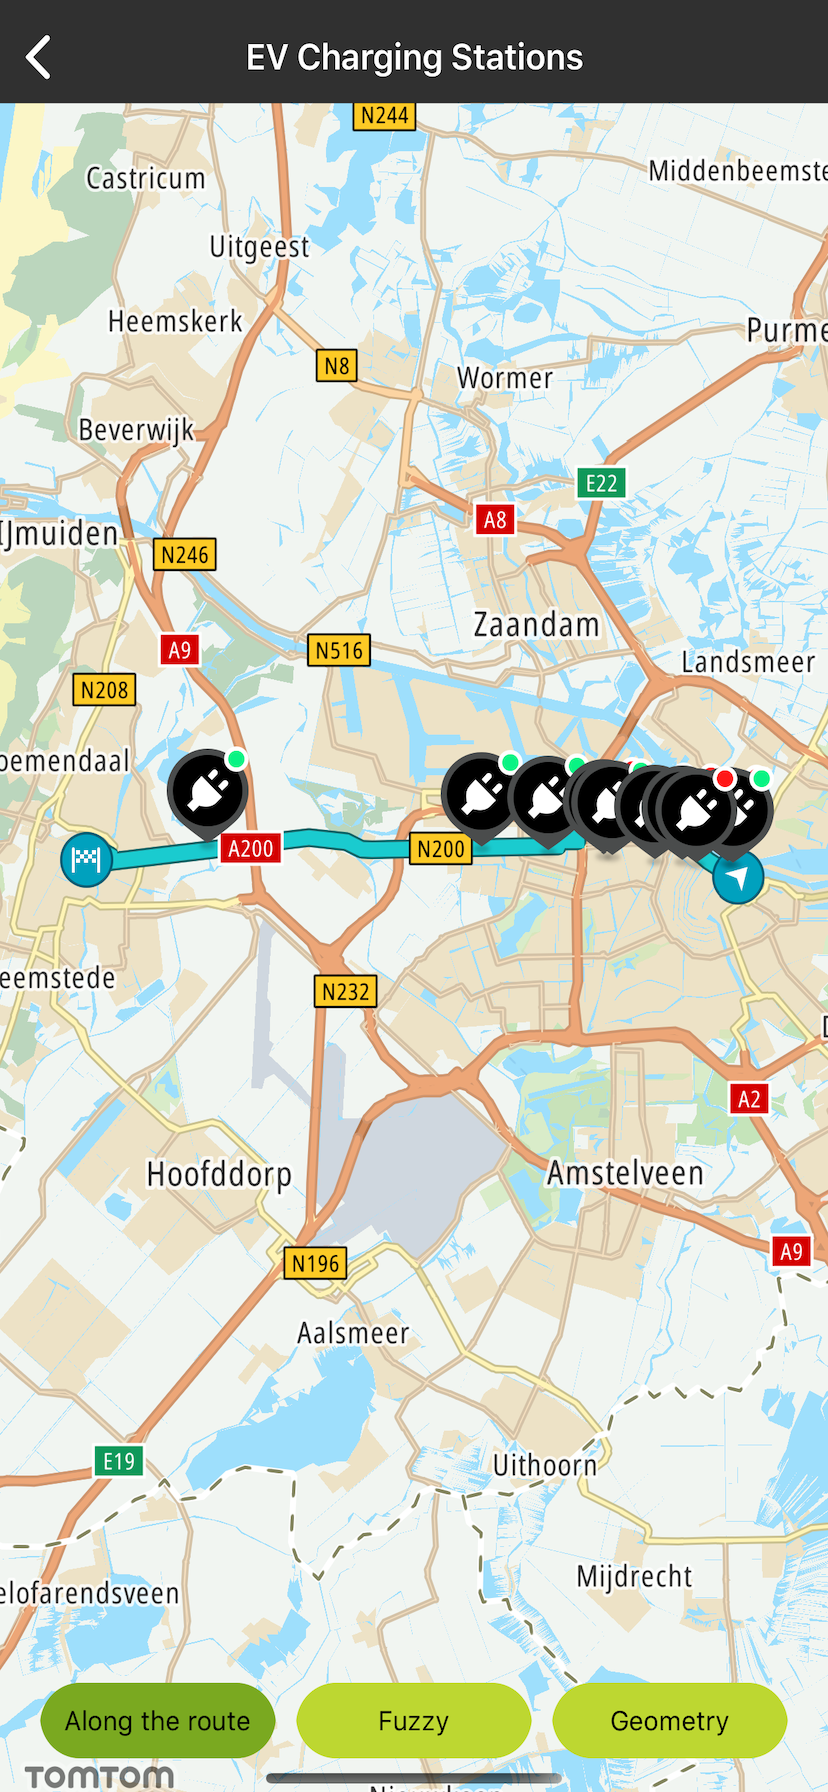 EV Charging Stations
N244
Castricum
Middenbeemste
Uitgeest
Heemskerk
Purme
N8
Wormer
Beverwijk
E22
A8
IJmuiden
N246
Zaandam
N516
A9
Landsmeer
N208
oemendaal
A200
N200
eemstede
N232
A2
Hoofddorp
Amstelveen
A9
N196
Aalsmeer
E19
Uithoorn
Mijdrecht
elofarendsveen
Along the route
Fuzzy
Geometry
TOMTOM